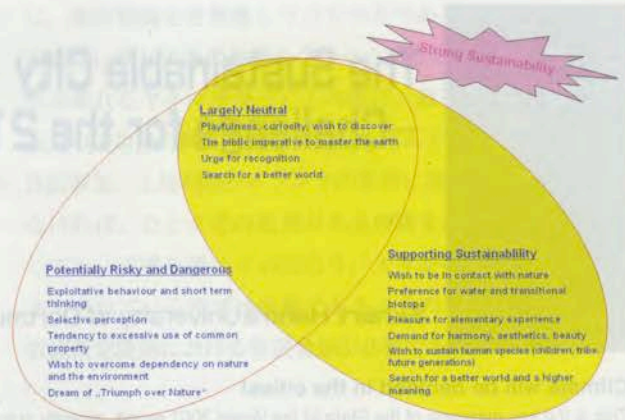 Strong Sustainability
The Sustainable City
for the 2
Largely Neutral
Playfulness, curiocity, wish to discover
The biblic imperative to master the earth
Urge for recognition
Search for a better world
Potentially Risky and Dangerous
Exploitative behaviour and short term
thinking
Selective perception
Tendency to excessive use of common
property
Wish to overcome dependency on nature
and the environment
Dream of „Triumph over Nature“
Supporting Sustainablility
Wish to be in contact with nature
Preference for water and transitional
biotops
Pleasure for elementary experience
Demand for harmony, aesthetics, beauty
Wish to sustain human species (children, tribe,
future generations)
Search for a better world and a higher
meaning